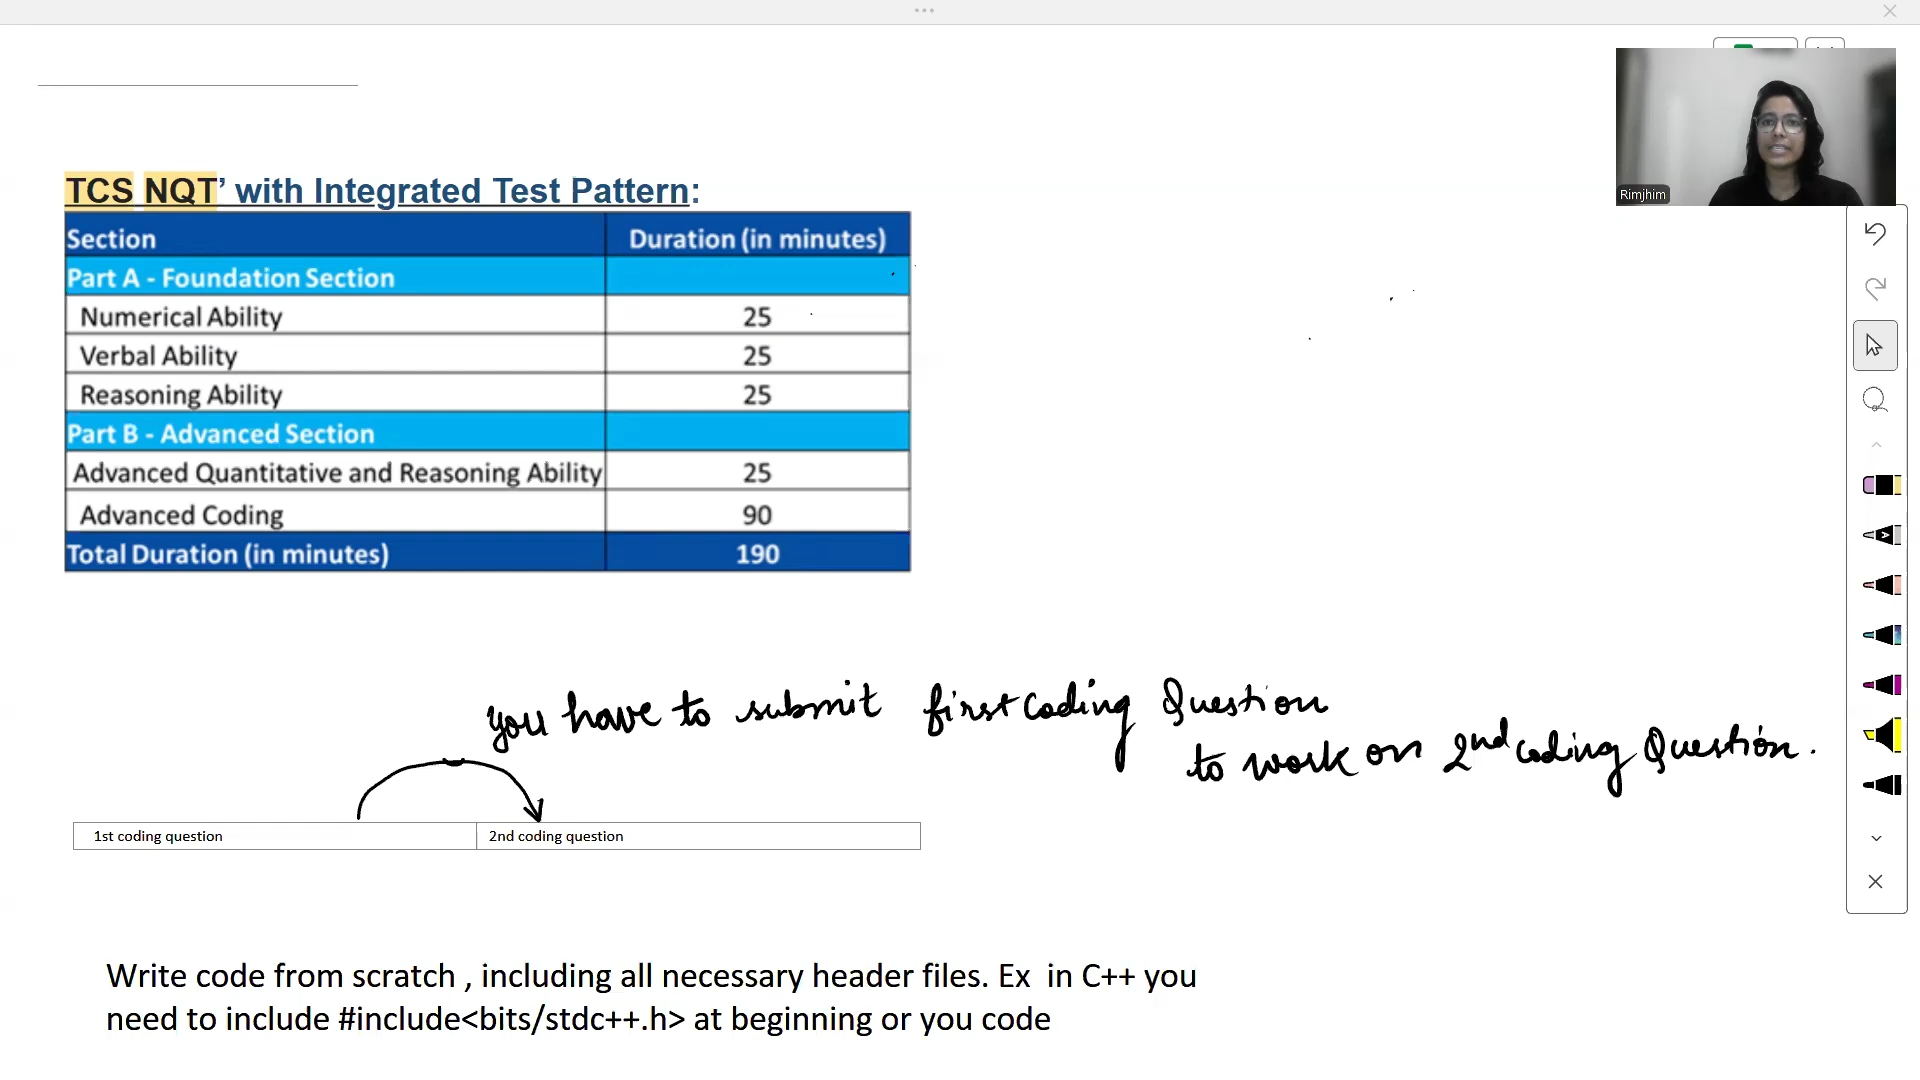 Rimjhim
TCS NQT’ with Integrated Test Pattern:
Section Duration (in minutes)
Part A - Foundation Section
Numerical Ability 25
Verbal Ability 25
Reasoning Ability 25
Part B - Advanced Section
Advanced Quantitative and Reasoning Ability 25
Advanced Coding 90
Total Duration (in minutes) 190
you have to submit first coding Question
to work on 2nd coding Question.
1st coding question 2nd coding question
Write code from scratch , including all necessary header files. Ex in C++ you
need to include #include<bits/stdc++.h> at beginning or you code